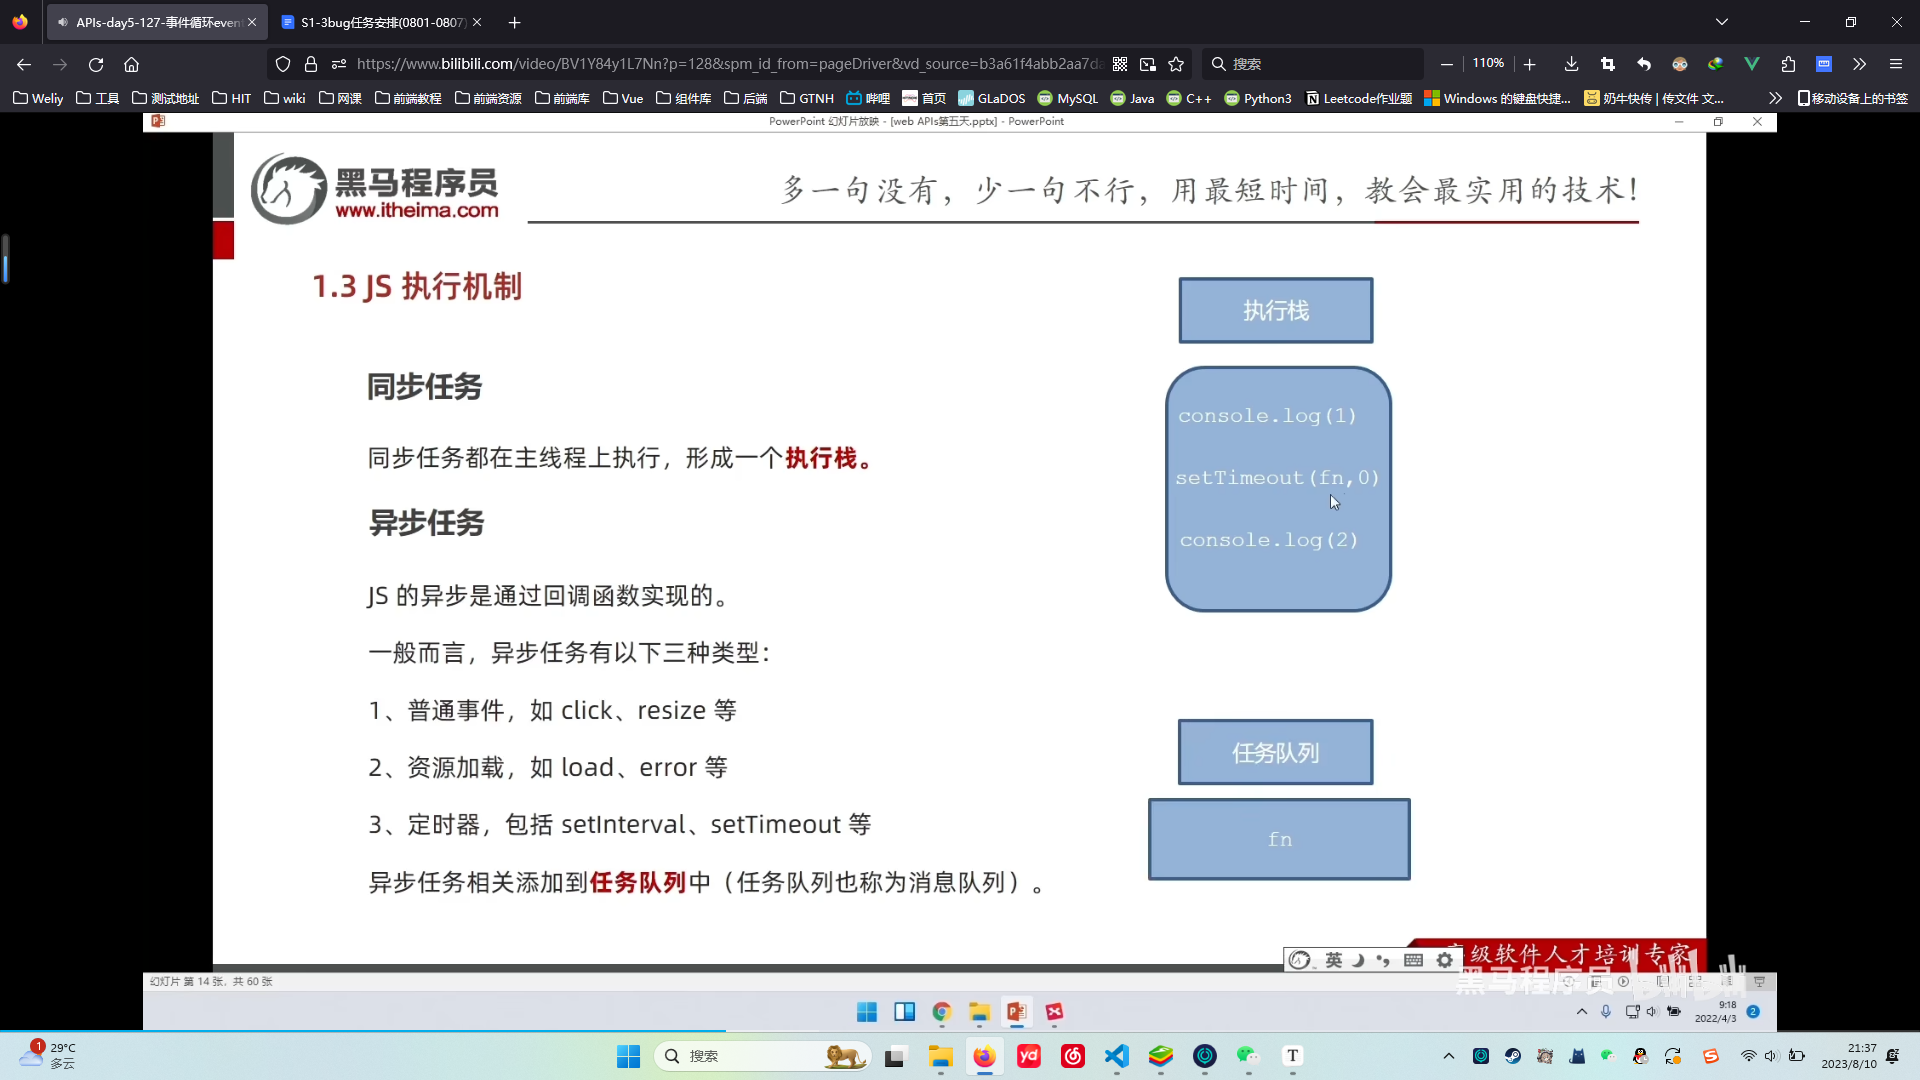 APIs-day5-127-事件循环even
S1-3bug任务安排(0801-0807)
https://www.bilibili.com/video/BV1Y84y1L7Nn?p=128&spm_id_from=pageDriver&vd_source=b3a61f4abb2aa7da
110%
搜索
Weliy
工具
测试地址
HIT
wiki
网课
前端教程
前端资源
前端库
Vue
组件库
后端
GTNH
哔哩
首页
GLaDOS
MySQL
Java
C++
Python3
Leetcode作业题
Windows 的键盘快捷...
奶牛快传 | 传文件 文...
移动设备上的书签
PowerPoint 幻灯片放映 - [web APIs第五天.pptx] - PowerPoint
黑马程序员
www.itheima.com
多一句没有，少一句不行，用最短时间，教会最实用的技术！
1.3 JS 执行机制
同步任务
同步任务都在主线程上执行，形成一个执行栈。
异步任务
JS 的异步是通过回调函数实现的。
一般而言，异步任务有以下三种类型：
1、普通事件，如 click、resize 等
2、资源加载，如 load、error 等
3、定时器，包括 setInterval、setTimeout 等
异步任务相关添加到任务队列中（任务队列也称为消息队列）。
执行栈
console.log(1)
setTimeout(fn,0)
console.log(2)
任务队列
fn
英
级软件人才培训专家
黑马程序员
bilibili
幻灯片 第 14 张，共 60 张
9:18
2022/4/3
2
1
29°C
多云
搜索
yd
T
21:37
2023/8/10